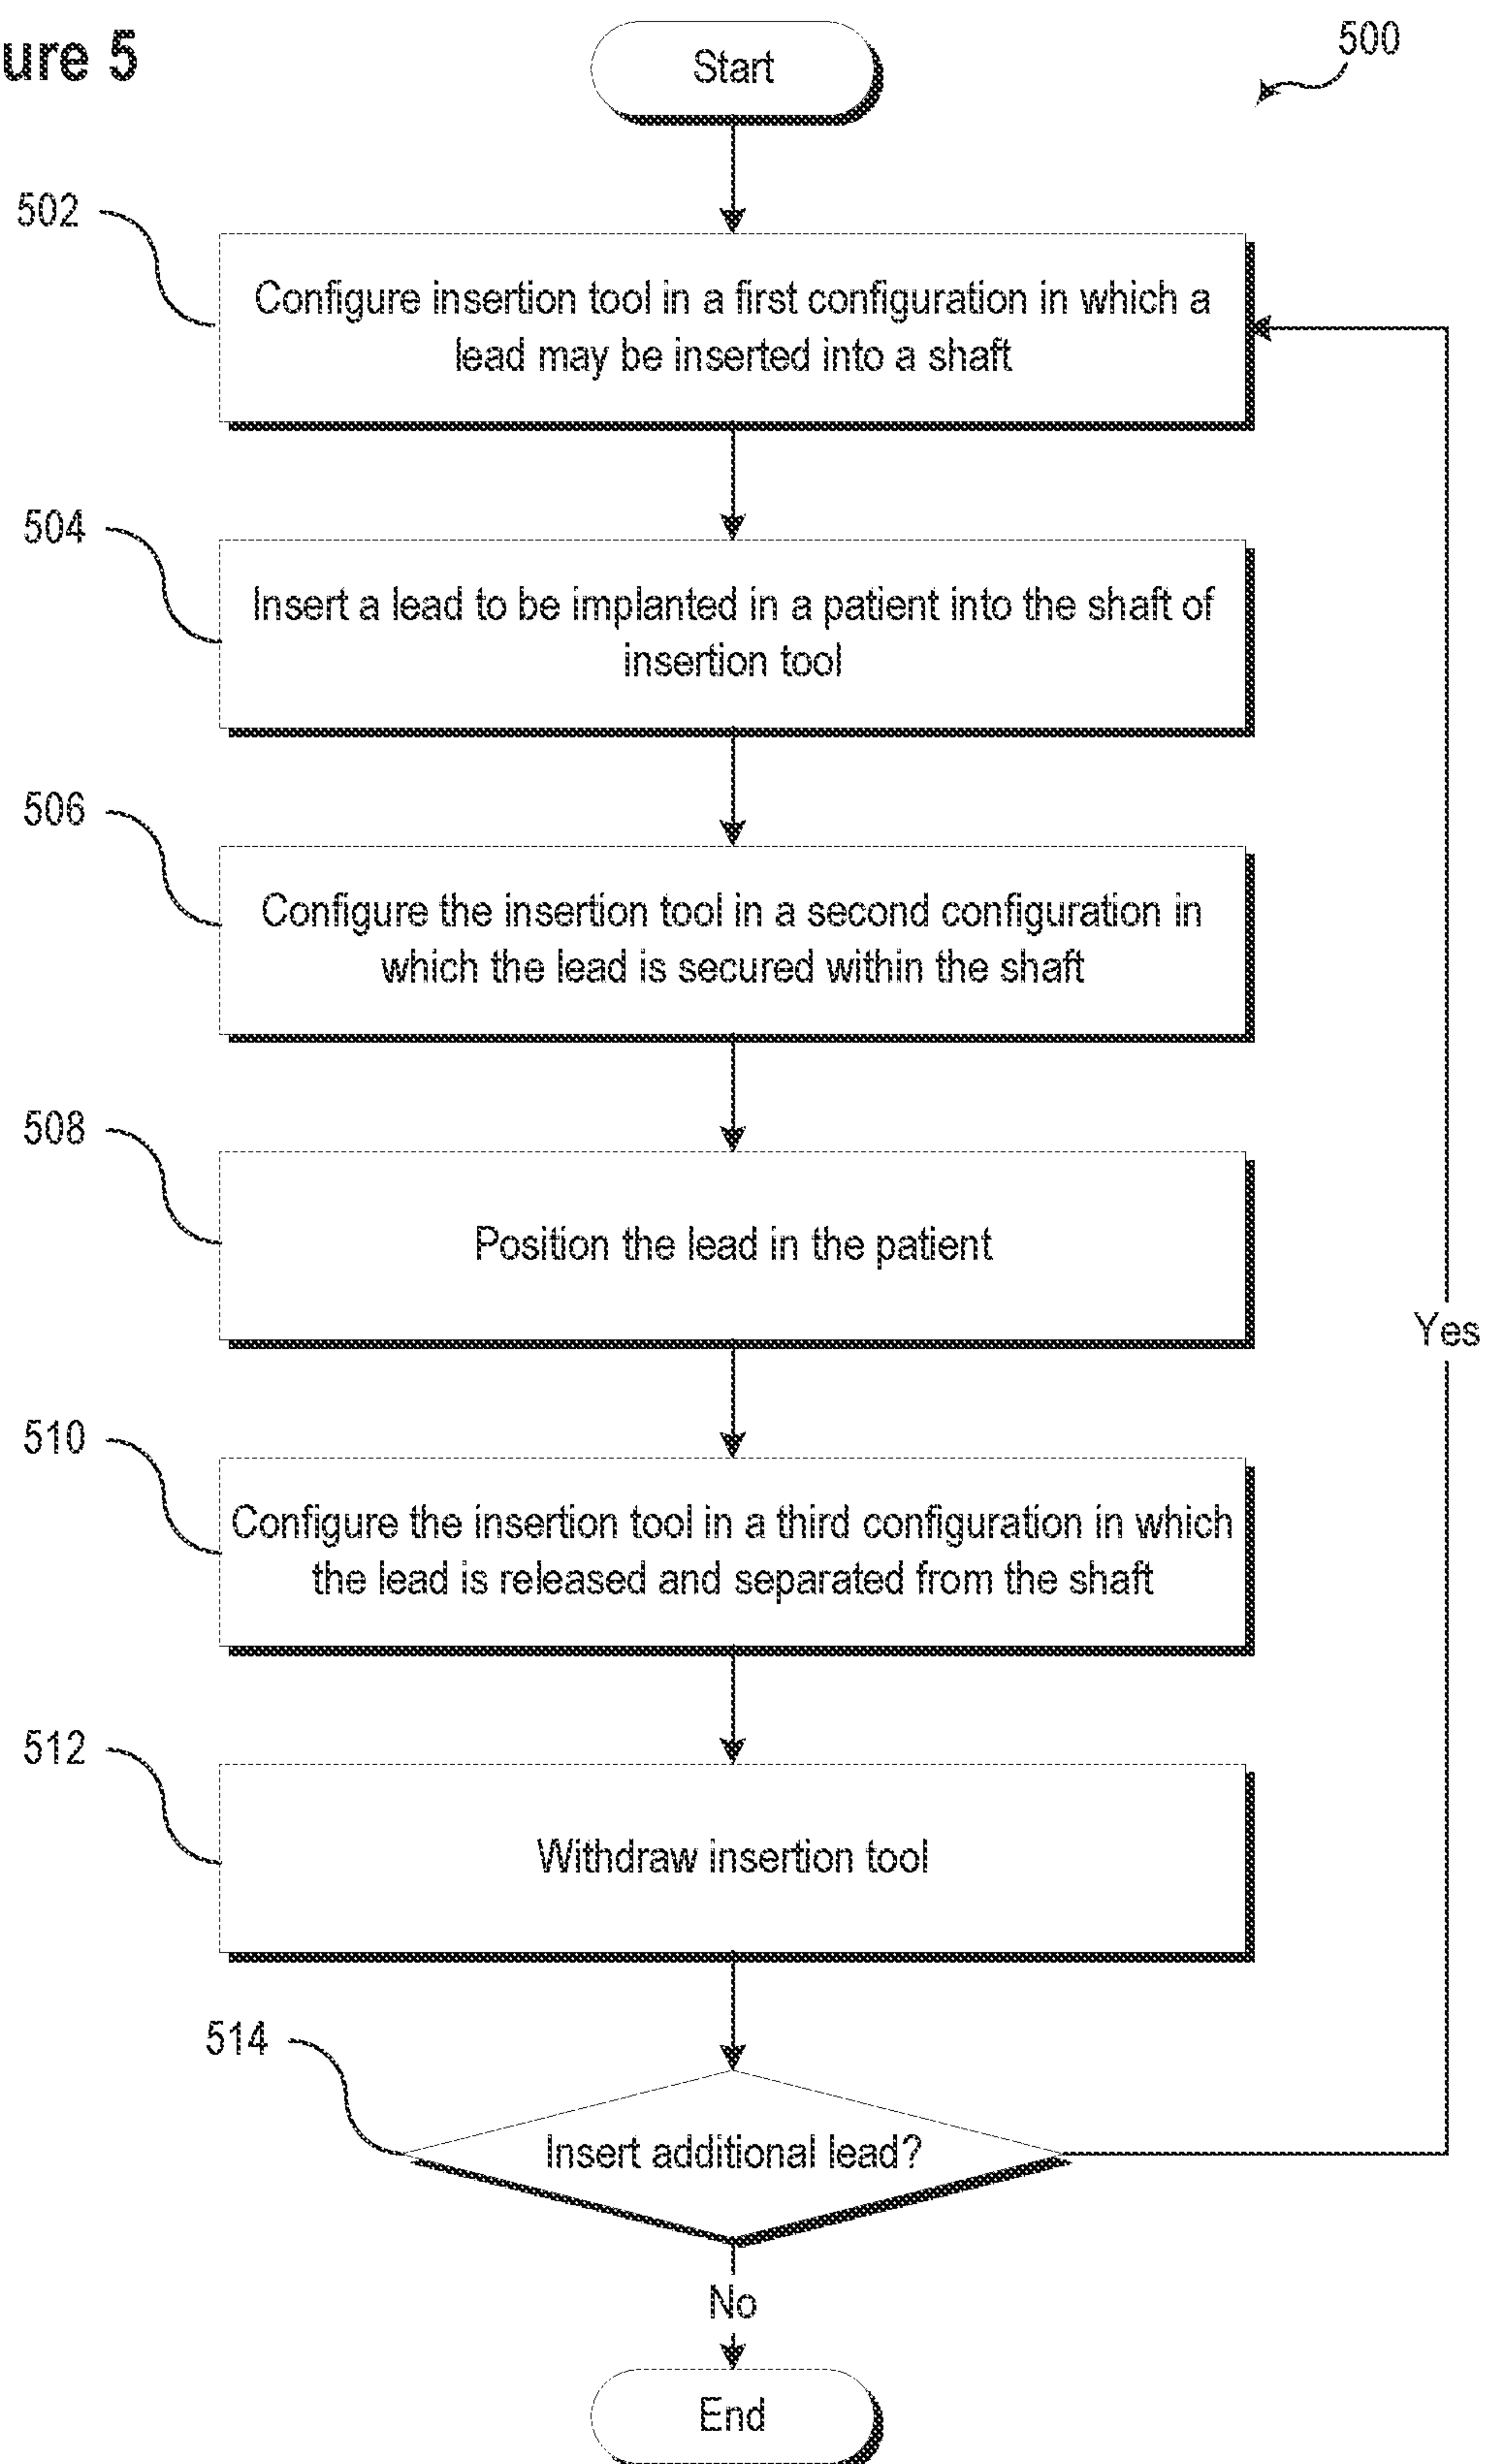 ure 5
Start
500
502
Configure insertion tool in a first configuration in which a
lead may be inserted into a shaft
504
Insert a lead to be implanted in a patient into the shaft of
insertion tool
506
Configure the insertion tool in a second configuration in
which the lead is secured within the shaft
508
Position the lead in the patient
Yes
510
Configure the insertion tool in a third configuration in which
the lead is released and separated from the shaft
512
Withdraw insertion tool
514
Insert additional lead?
No
End